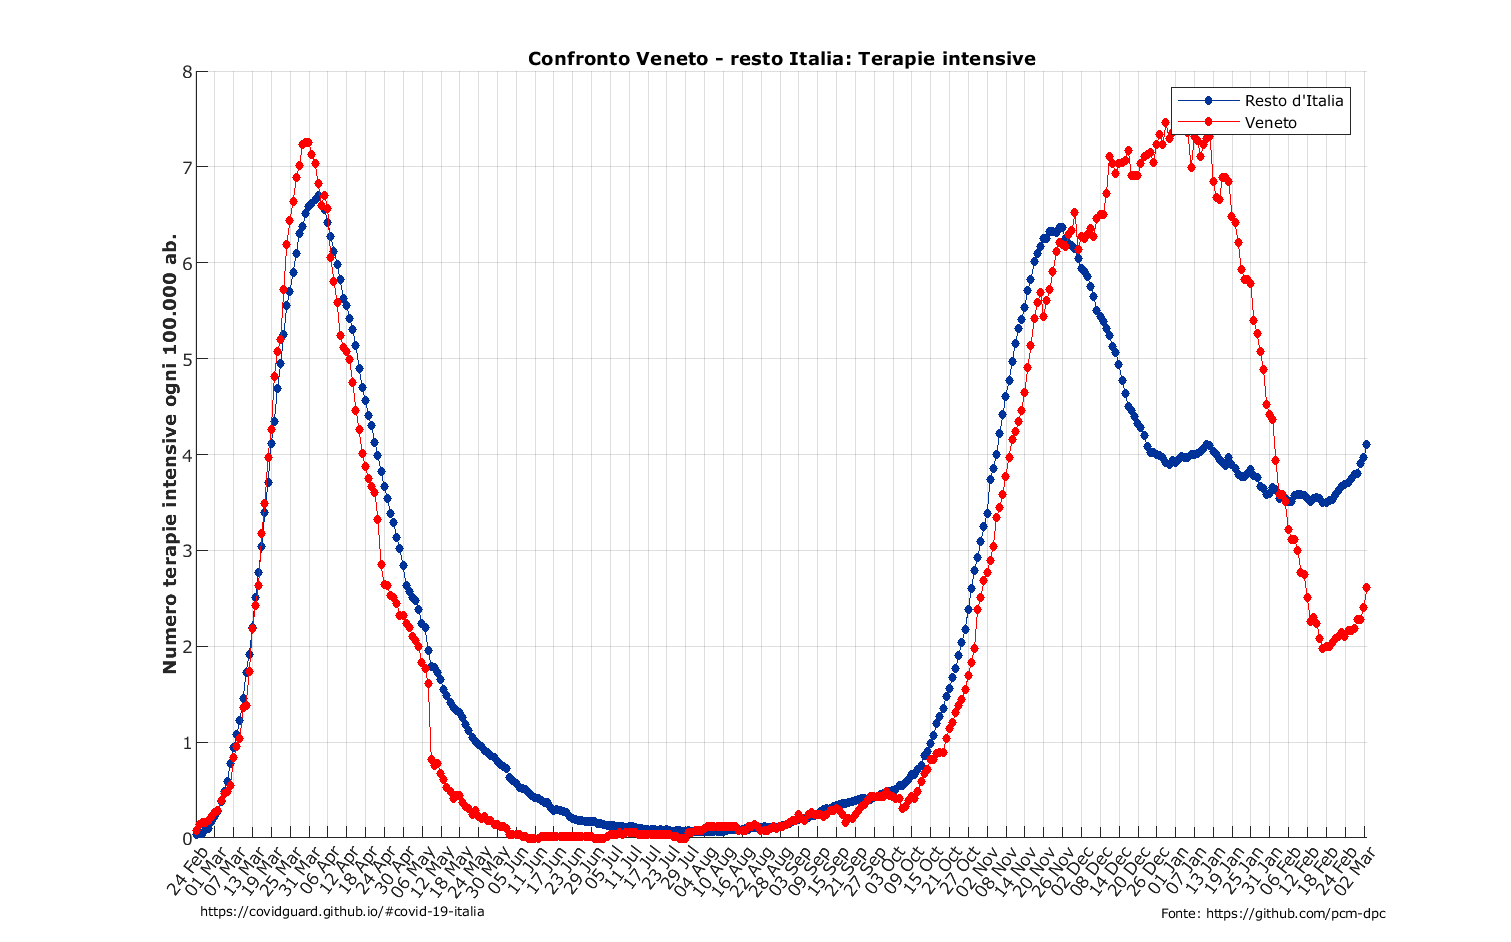 Confronto Veneto - resto Italia: Terapie intensive
Resto d'Italia
Veneto
Numero terapie intensive ogni 100.000 ab.
8
7
6
5
4
3
2
1
0
24 Feb
01 Mar
07 Mar
13 Mar
19 Mar
25 Mar
31 Mar
06 Apr
12 Apr
18 Apr
24 Apr
30 Apr
06 May
12 May
18 May
24 May
30 May
05 Jun
11 Jun
17 Jun
23 Jun
29 Jun
05 Jul
11 Jul
17 Jul
23 Jul
29 Jul
04 Aug
10 Aug
16 Aug
22 Aug
28 Aug
03 Sep
09 Sep
15 Sep
21 Sep
27 Sep
03 Oct
09 Oct
15 Oct
21 Oct
27 Oct
02 Nov
08 Nov
14 Nov
20 Nov
26 Nov
02 Dec
08 Dec
14 Dec
20 Dec
26 Dec
01 Jan
07 Jan
13 Jan
19 Jan
25 Jan
31 Jan
06 Feb
12 Feb
18 Feb
24 Feb
02 Mar
https://covidguard.github.io/#covid-19-italia
Fonte: https://github.com/pcm-dpc